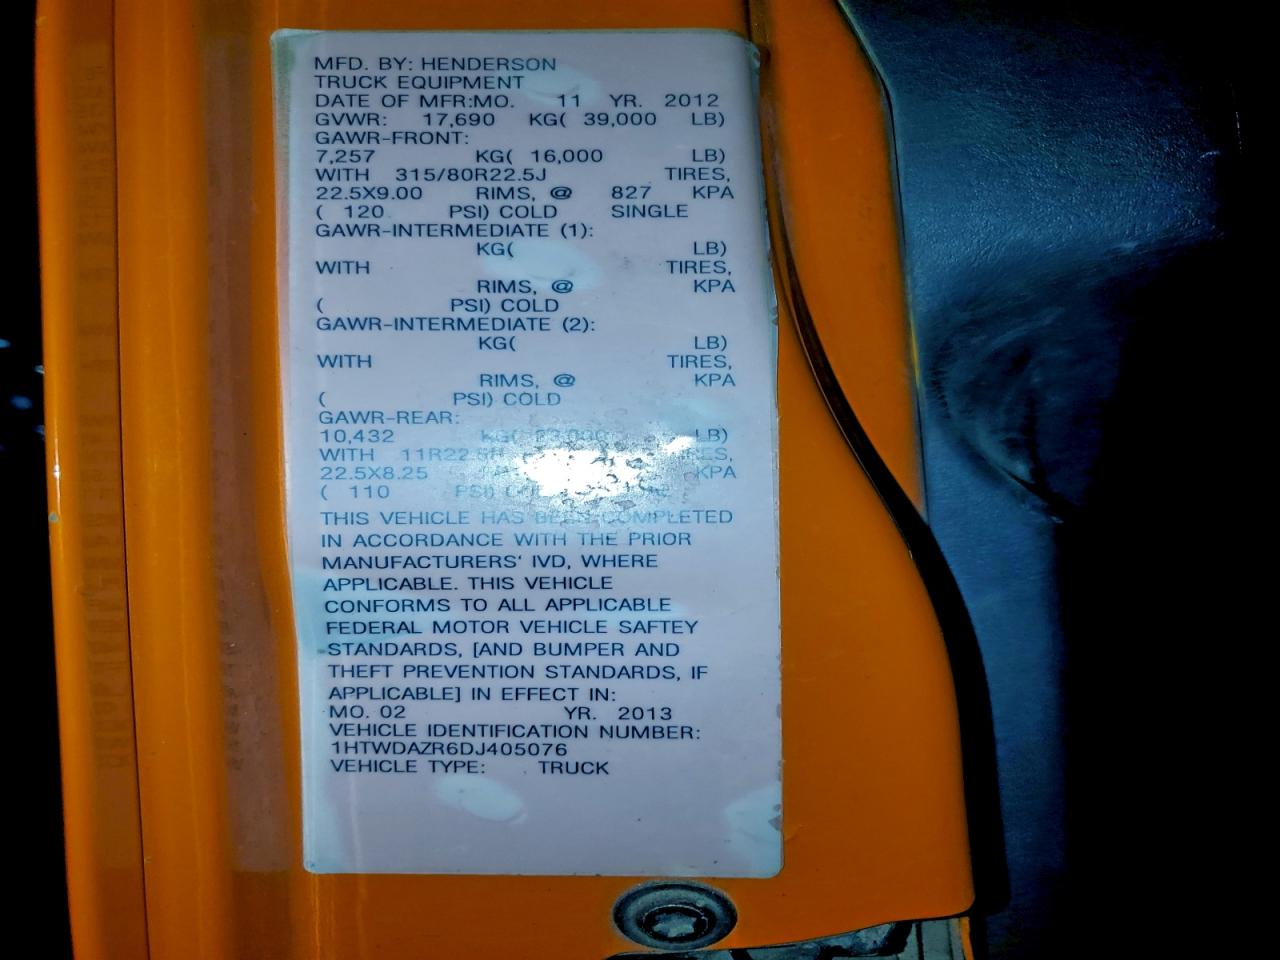 MFD. BY: HENDERSON
TRUCK EQUIPMENT
DATE OF MFR:MO. 11 YR. 2012
GVWR: 17,690 KG( 39,000 LB)
GAWR-FRONT:
7,257 KG( 16,000 LB)
WITH 315/80R22.5J TIRES,
22.5X9.00 RIMS, @ 827 KPA
( 120 PSI) COLD SINGLE
GAWR-INTERMEDIATE (1):
KG( LB)
WITH TIRES,
RIMS, @ KPA
( PSI) COLD
GAWR-INTERMEDIATE (2):
KG( LB)
WITH TIRES,
RIMS, @ KPA
( PSI) COLD
GAWR-REAR:
10,432 KG( 23,000 LB)
WITH TIRES,
22.5X8.25 KPA
( 110 PSI)
THIS VEHICLE HAS BEEN COMPLETED
IN ACCORDANCE WITH THE PRIOR
MANUFACTURERS' IVD, WHERE
APPLICABLE. THIS VEHICLE
CONFORMS TO ALL APPLICABLE
FEDERAL MOTOR VEHICLE SAFTEY
STANDARDS, [AND BUMPER AND
THEFT PREVENTION STANDARDS, IF
APPLICABLE] IN EFFECT IN:
MO. 02 YR. 2013
VEHICLE IDENTIFICATION NUMBER:
1HTWDAZR6DJ405076
VEHICLE TYPE: TRUCK